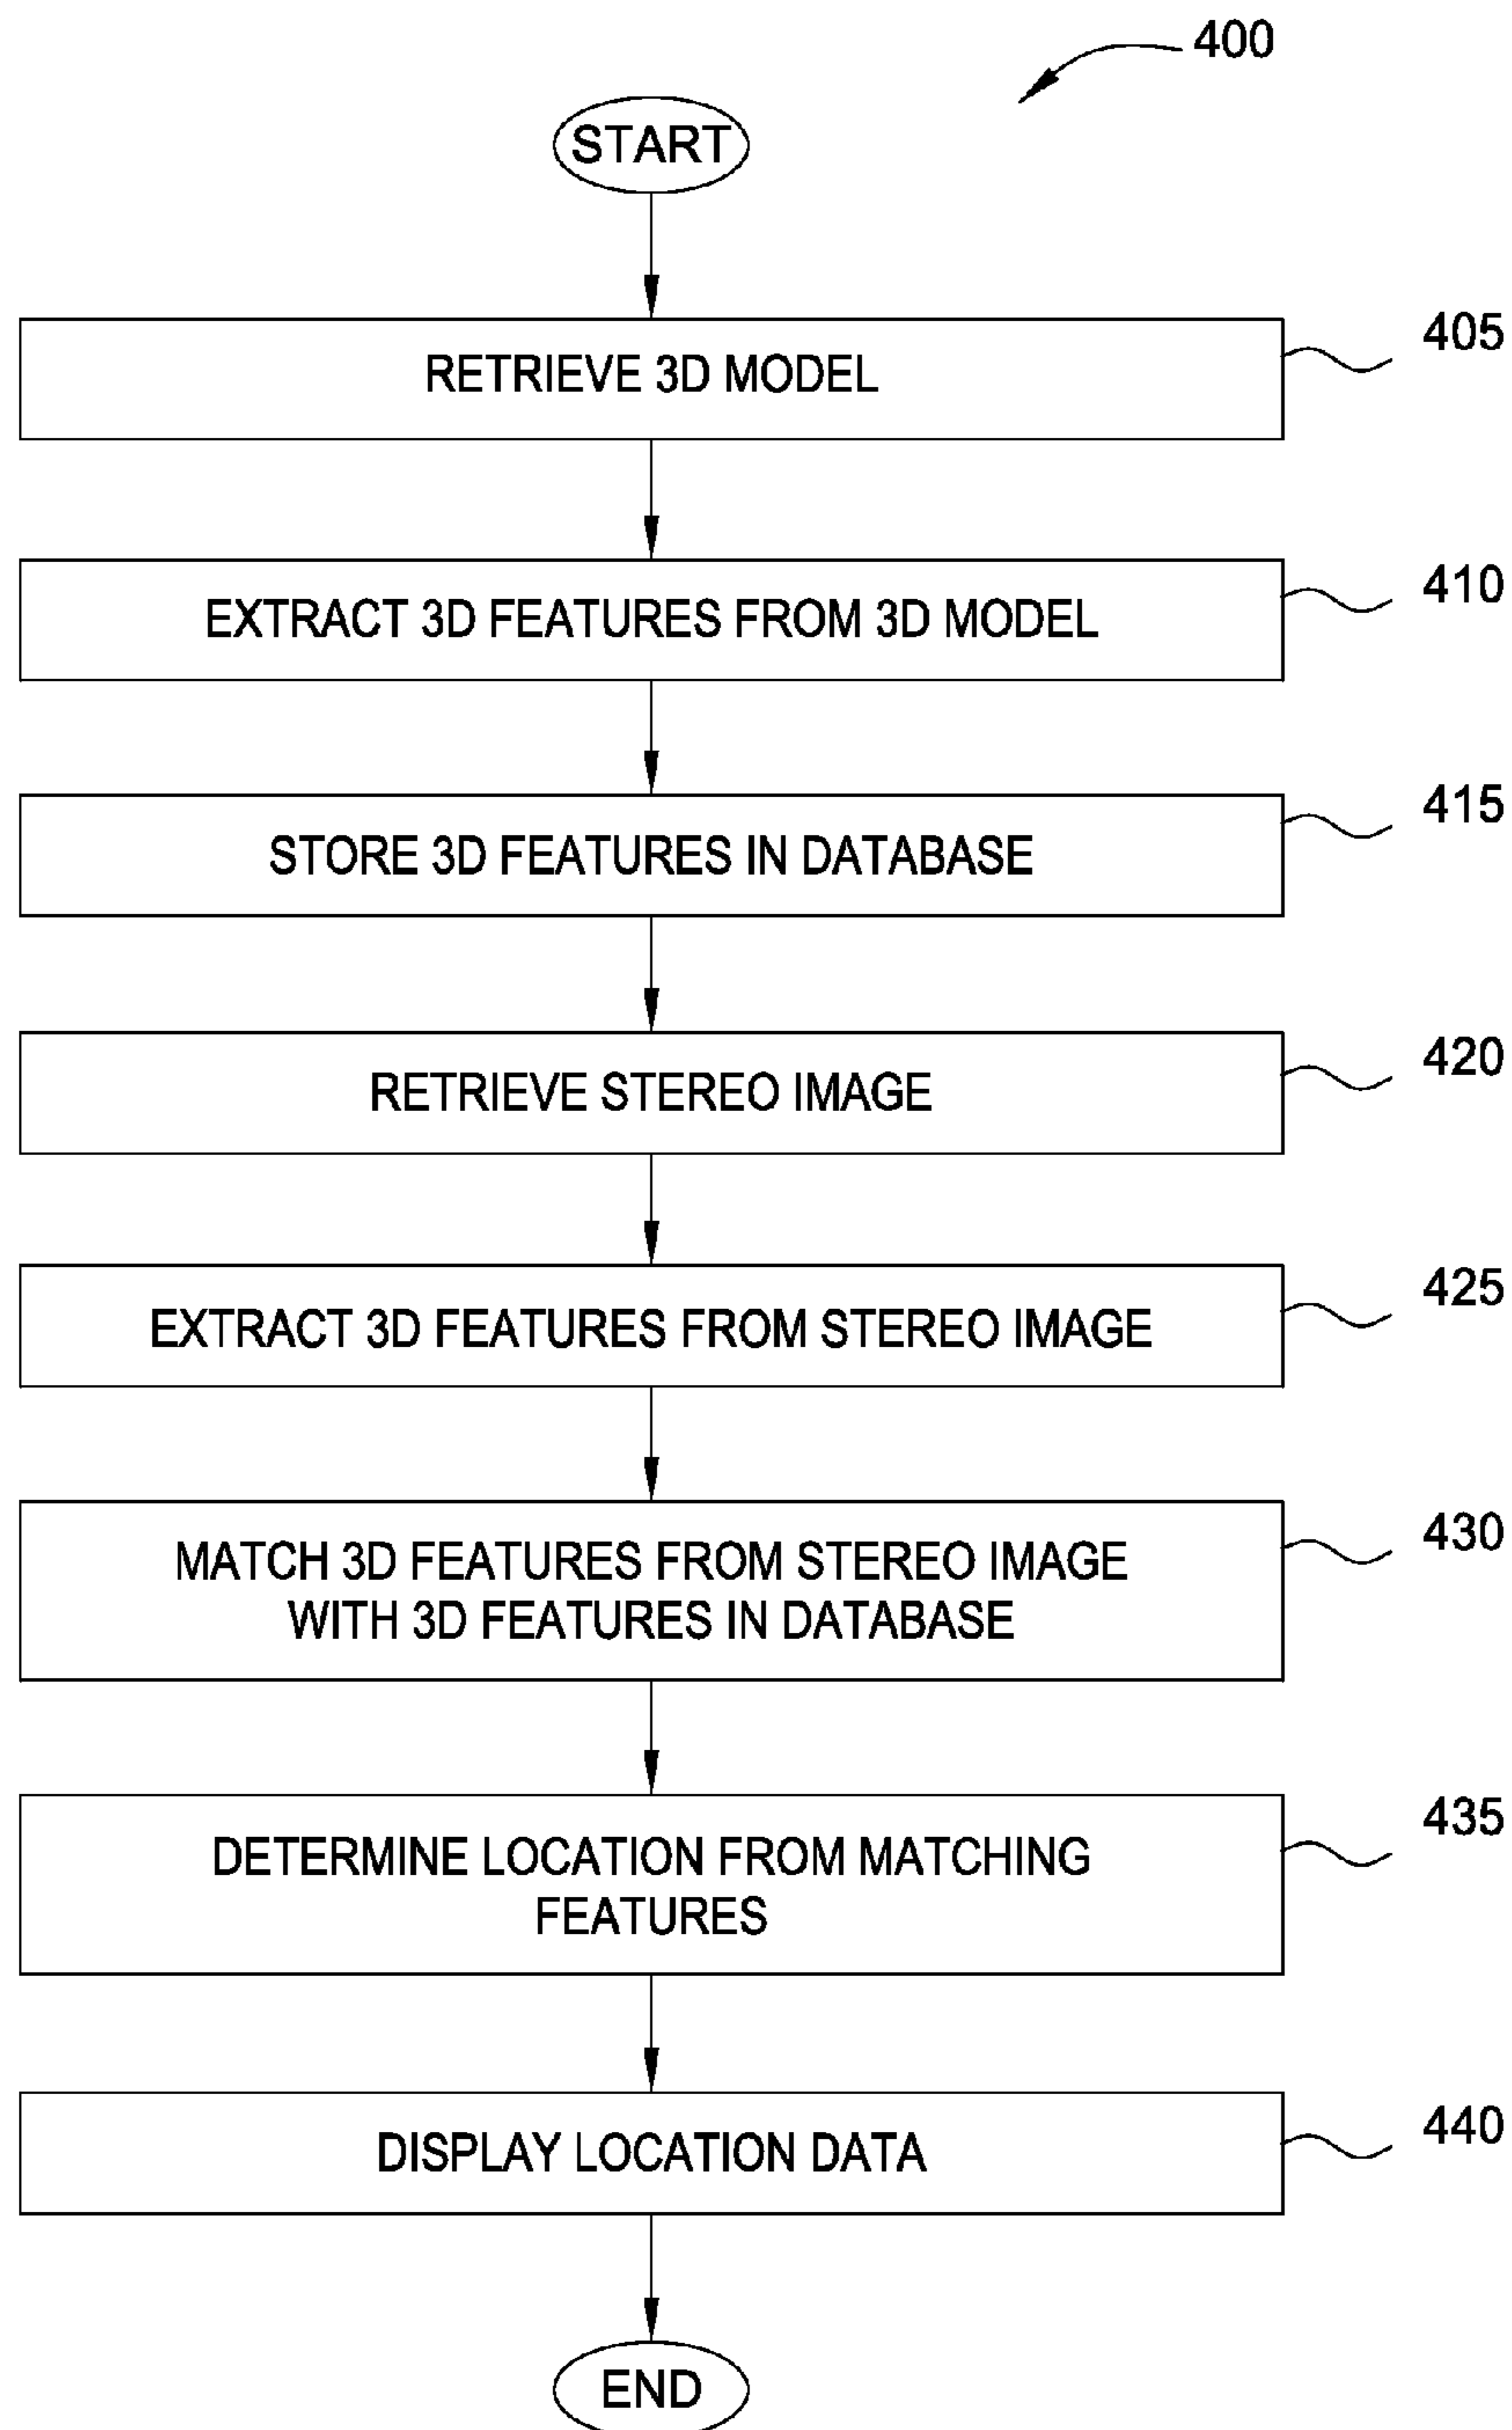 400
START
RETRIEVE 3D MODEL
405
EXTRACT 3D FEATURES FROM 3D MODEL
410
STORE 3D FEATURES IN DATABASE
415
RETRIEVE STEREO IMAGE
420
EXTRACT 3D FEATURES FROM STEREO IMAGE
425
MATCH 3D FEATURES FROM STEREO IMAGE
WITH 3D FEATURES IN DATABASE
430
DETERMINE LOCATION FROM MATCHING
FEATURES
435
DISPLAY LOCATION DATA
440
END